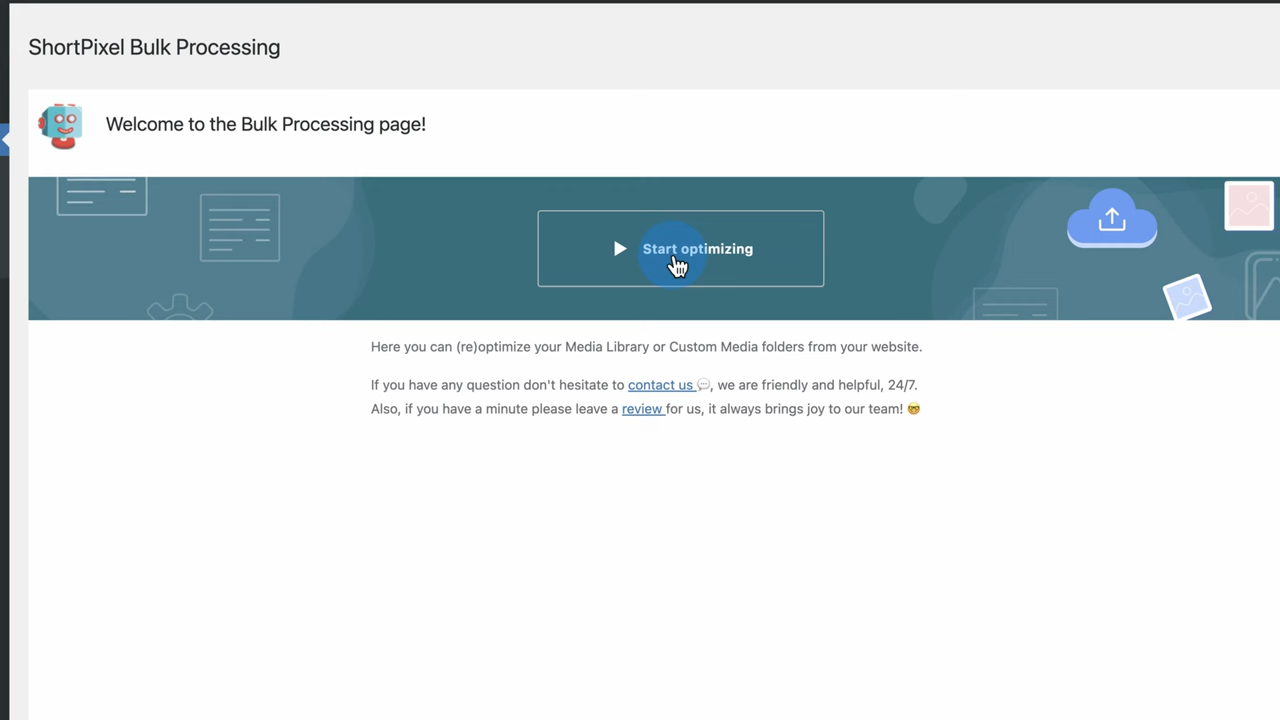 ShortPixel Bulk Processing
Welcome to the Bulk Processing page!
Start optimizing
Here you can (re)optimize your Media Library or Custom Media folders from your website.
If you have any question don't hesitate to contact us 💬, we are friendly and helpful, 24/7.
Also, if you have a minute please leave a review for us, it always brings joy to our team! 🤓